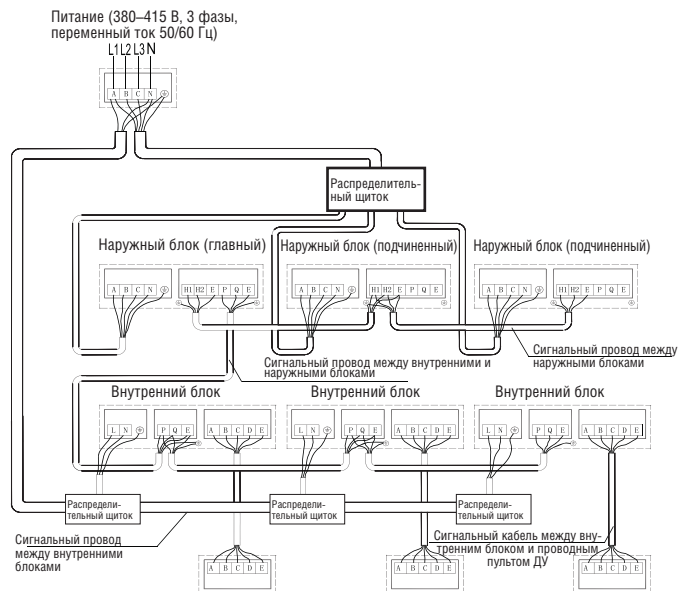 Питание (380–415 В, 3 фазы,
переменный ток 50/60 Гц)
L1 L2 L3 N
A B C N
Распределитель-
ный щиток
Наружный блок (главный)
Наружный блок (подчиненный)
Наружный блок (подчиненный)
A B C N
H1 H2 E P Q E
A B C N
H1 H2 E P Q E
A B C N
H1 H2 E P Q E
Сигнальный провод между
наружными блоками
Сигнальный провод между внутренними и
наружными блоками
Внутренний блок
Внутренний блок
Внутренний блок
L N
P Q E
A B C D E
L N
P Q E
A B C D E
L N
P Q E
A B C D E
Распредели-
тельный щиток
Распредели-
тельный щиток
Распредели-
тельный щиток
Сигнальный провод
между внутренними
блоками
Сигнальный кабель между вну-
тренним блоком и проводным
пультом ДУ
A B C D E
A B C D E
A B C D E